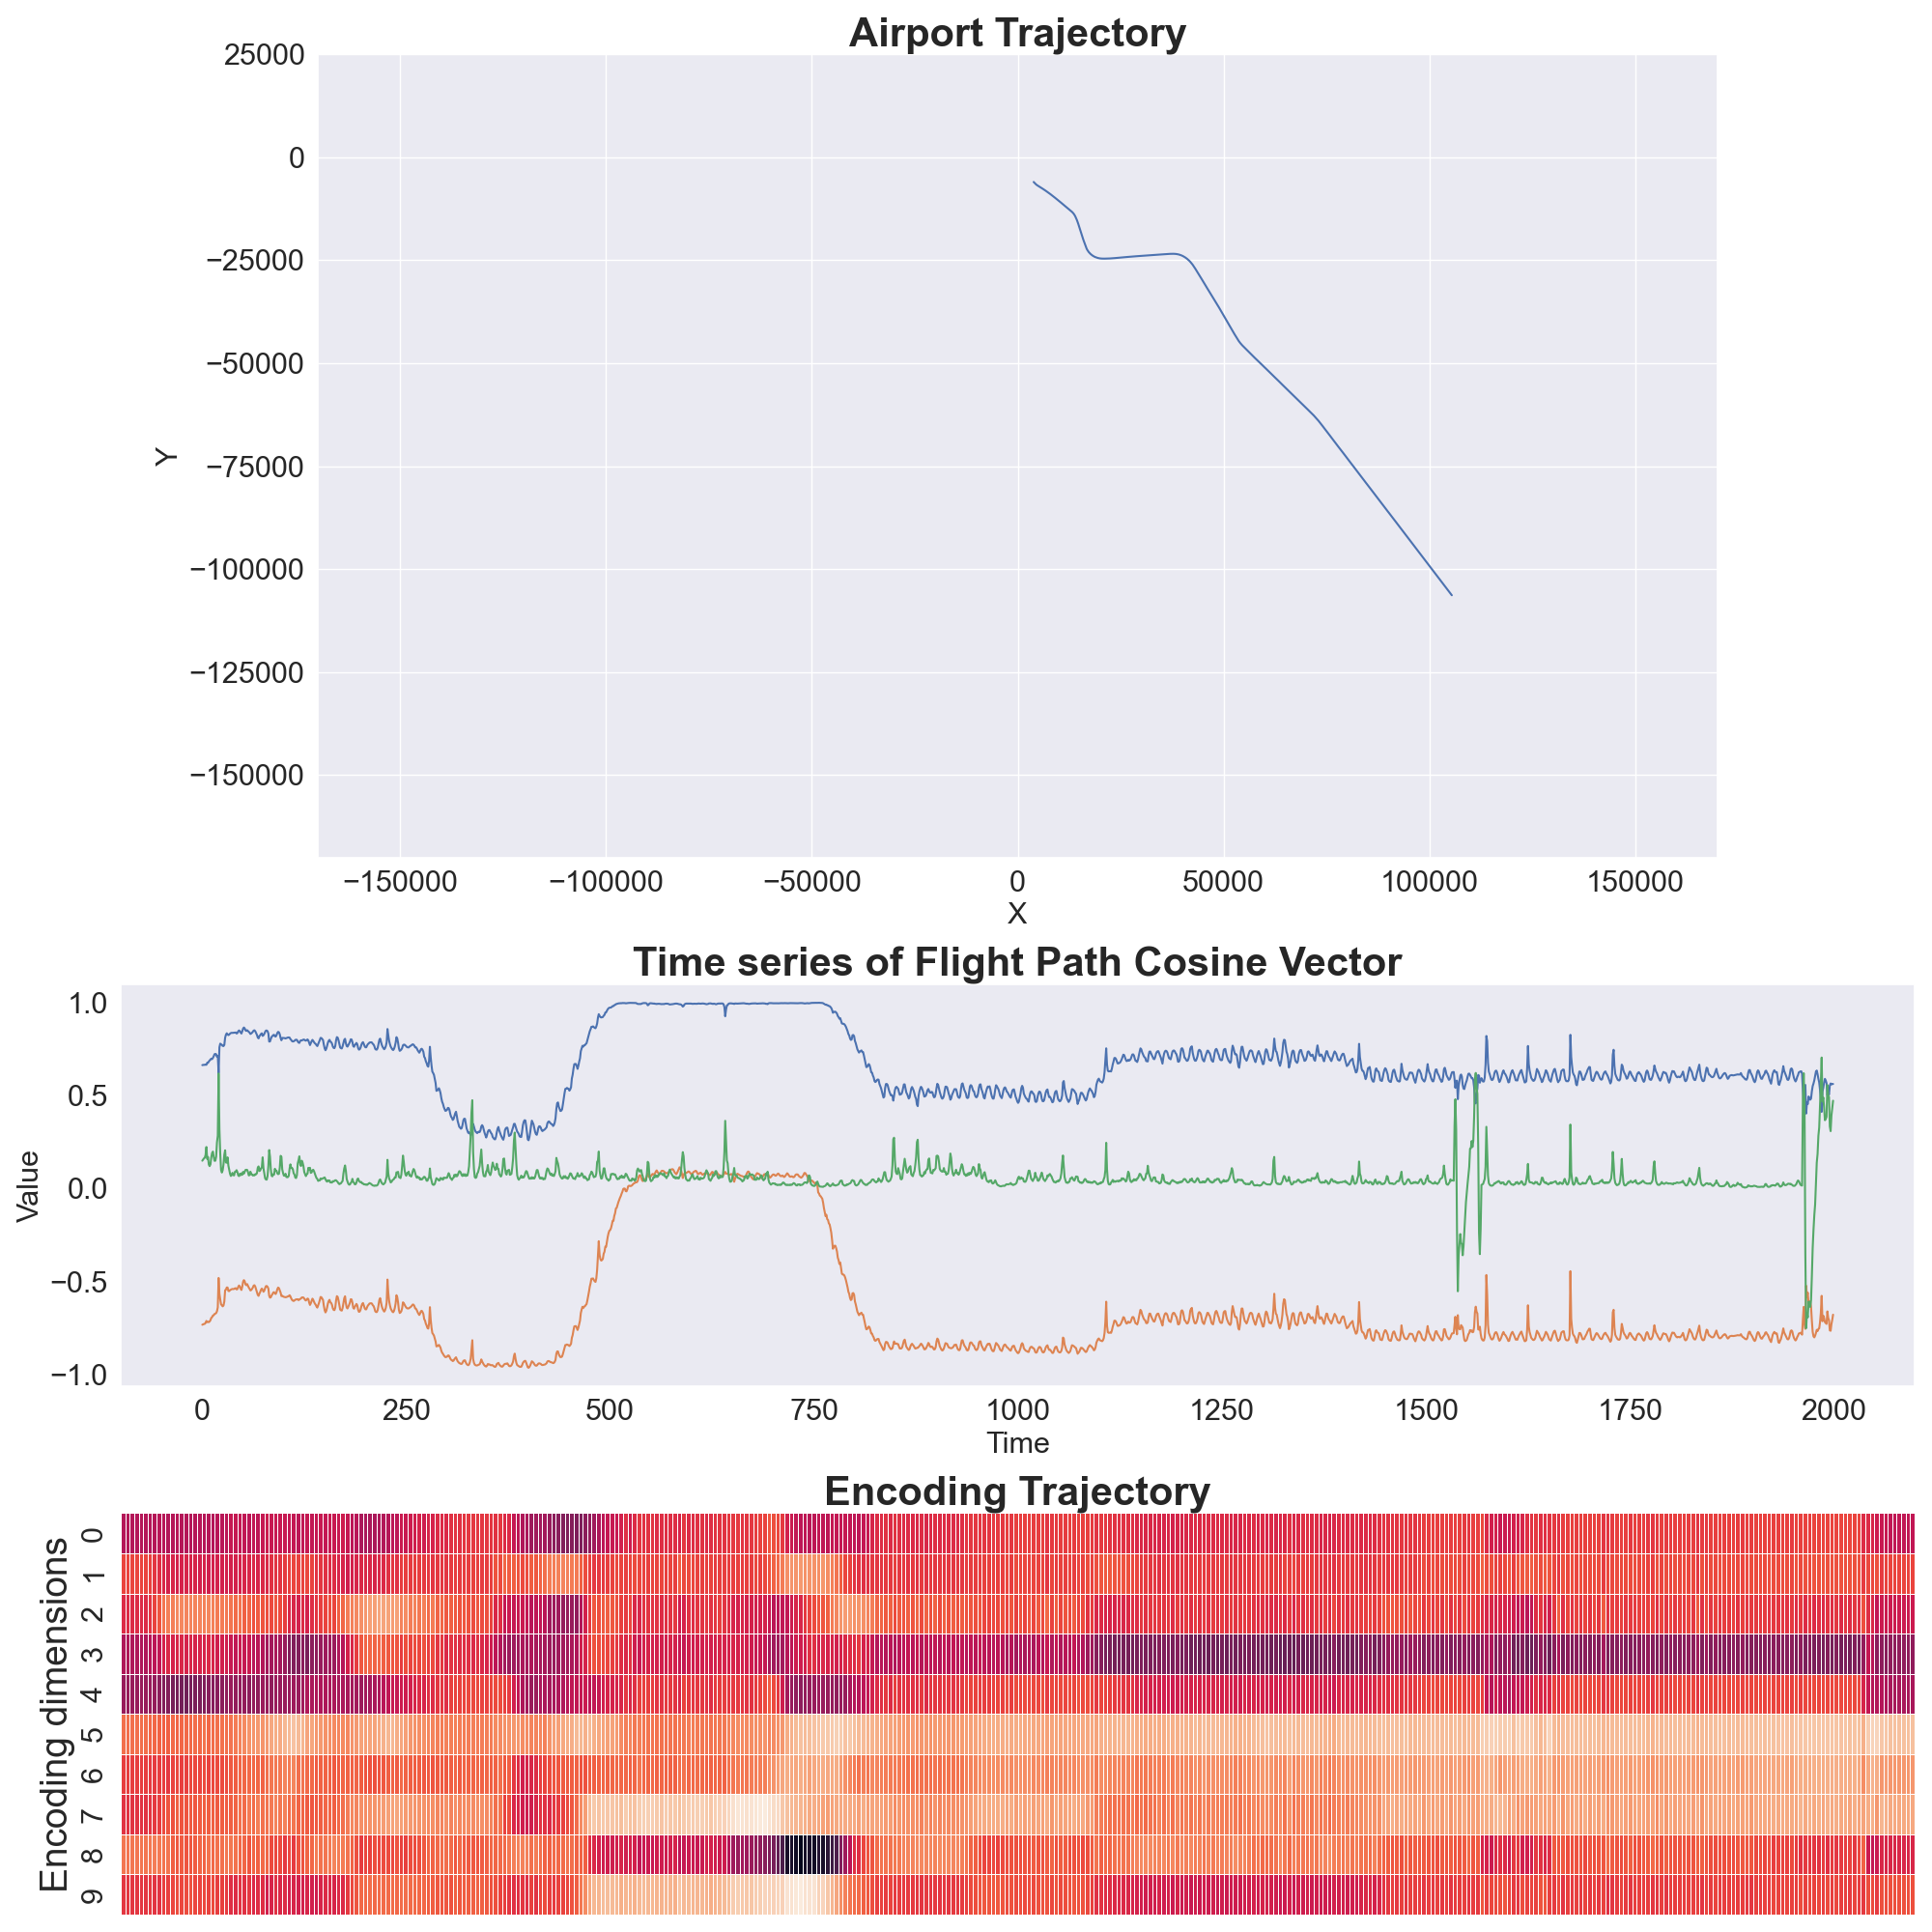 Airport Trajectory
25000
0
−25000
−50000
−75000
−100000
−125000
−150000
Y
−150000 −100000 −50000 0 50000 100000 150000
X
Time series of Flight Path Cosine Vector
1.0
0.5
0.0
−0.5
−1.0
Value
0 250 500 750 1000 1250 1500 1750 2000
Time
Encoding Trajectory
Encoding dimensions
0
1
2
3
4
5
6
7
8
9